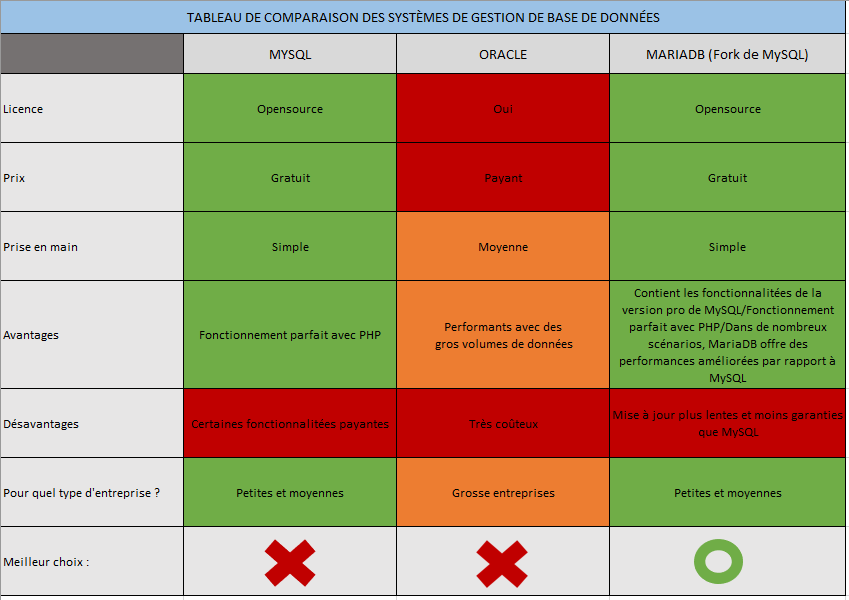 TABLEAU DE COMPARAISON DES SYSTÈMES DE GESTION DE BASE DE DONNÉES
MYSQL
ORACLE
MARIADB (Fork de MySQL)
Licence
Opensource
Oui
Opensource
Prix
Gratuit
Payant
Gratuit
Prise en main
Simple
Moyenne
Simple
Avantages
Fonctionnement parfait avec PHP
Performants avec des
gros volumes de données
Contient les fonctionnalitées de la
version pro de MySQL/Fonctionnement
parfait avec PHP/Dans de nombreux
scénarios, MariaDB offre des
performances améliorées par rapport à
MySQL
Désavantages
Certaines fonctionnalitées payantes
Très coûteux
Mise à jour plus lentes et moins garanties
que MySQL
Pour quel type d'entreprise ?
Petites et moyennes
Grosse entreprises
Petites et moyennes
Meilleur choix :